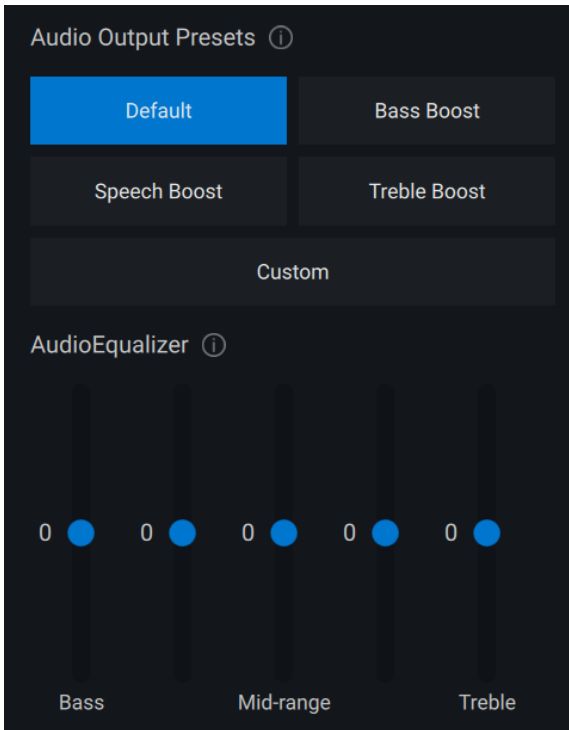 Audio Output Presets
Default
Bass Boost
Speech Boost
Treble Boost
Custom
AudioEqualizer
0 0 0 0 0
Bass Mid-range Treble